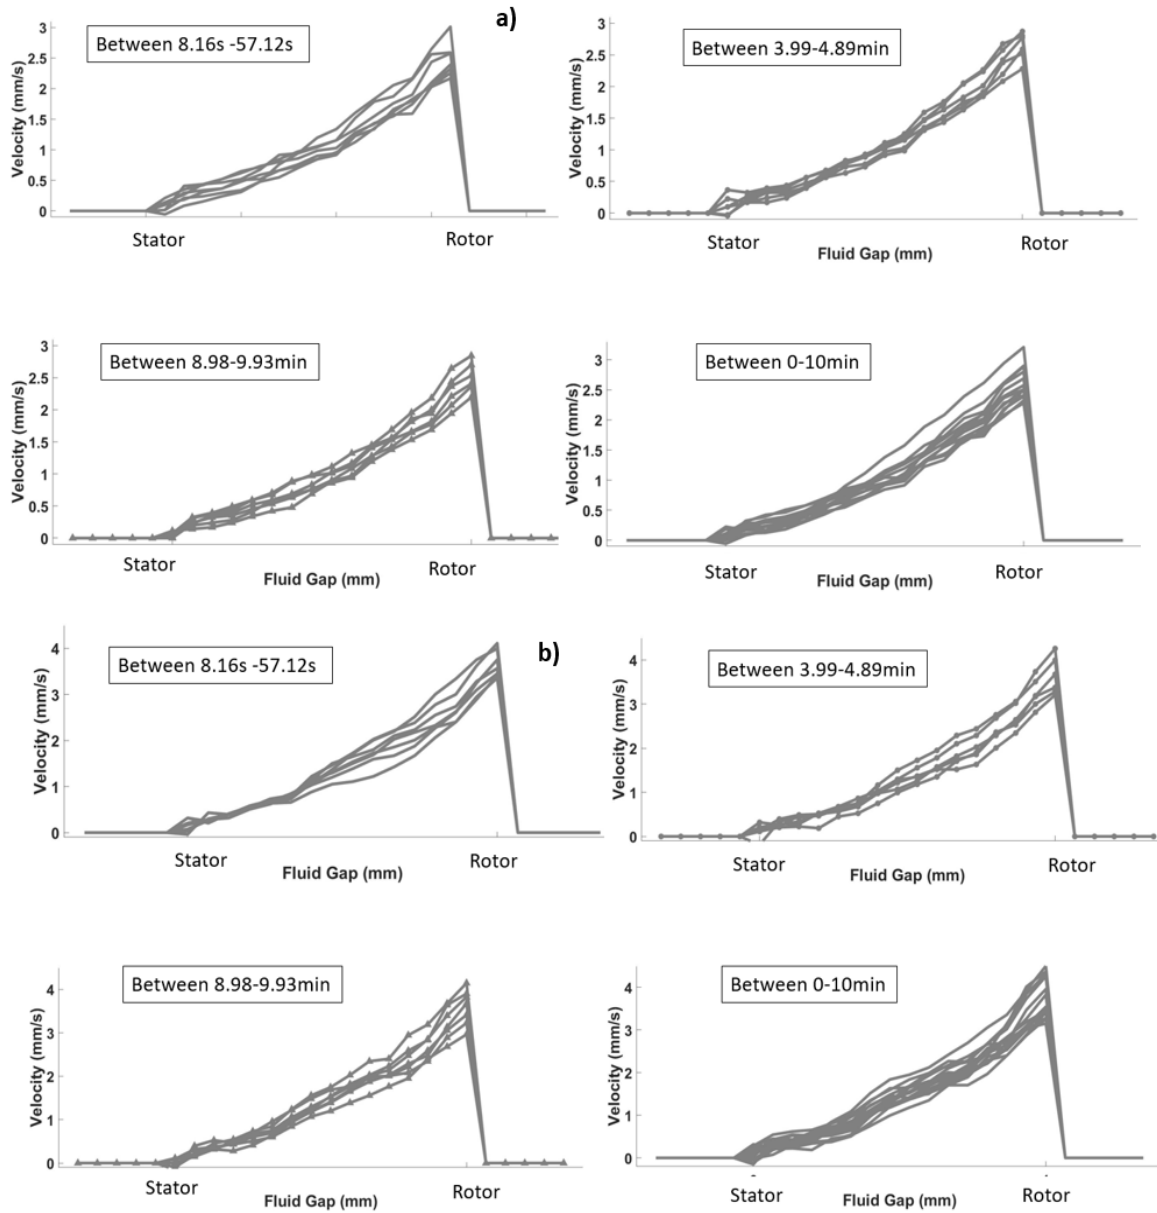 a)
Between 8.16s -57.12s
Velocity (mm/s)
3
2.5
2
1.5
1
0.5
0
Stator
Rotor
Between 3.99-4.89min
Velocity (mm/s)
3
2.5
2
1.5
1
0.5
0
Stator
Rotor
Fluid Gap (mm)
Between 8.98-9.93min
Velocity (mm/s)
3
2.5
2
1.5
1
0.5
0
Stator
Rotor
Fluid Gap (mm)
Between 0-10min
Velocity (mm/s)
3
2.5
2
1.5
1
0.5
0
Stator
Rotor
Fluid Gap (mm)
b)
Between 8.16s -57.12s
Velocity (mm/s)
4
3
2
1
0
Stator
Rotor
Fluid Gap (mm)
Between 3.99-4.89min
Velocity (mm/s)
4
3
2
1
0
Stator
Rotor
Fluid Gap (mm)
Between 8.98-9.93min
Velocity (mm/s)
4
3
2
1
0
Stator
Rotor
Fluid Gap (mm)
Between 0-10min
Velocity (mm/s)
4
3
2
1
0
Stator
Rotor
Fluid Gap (mm)